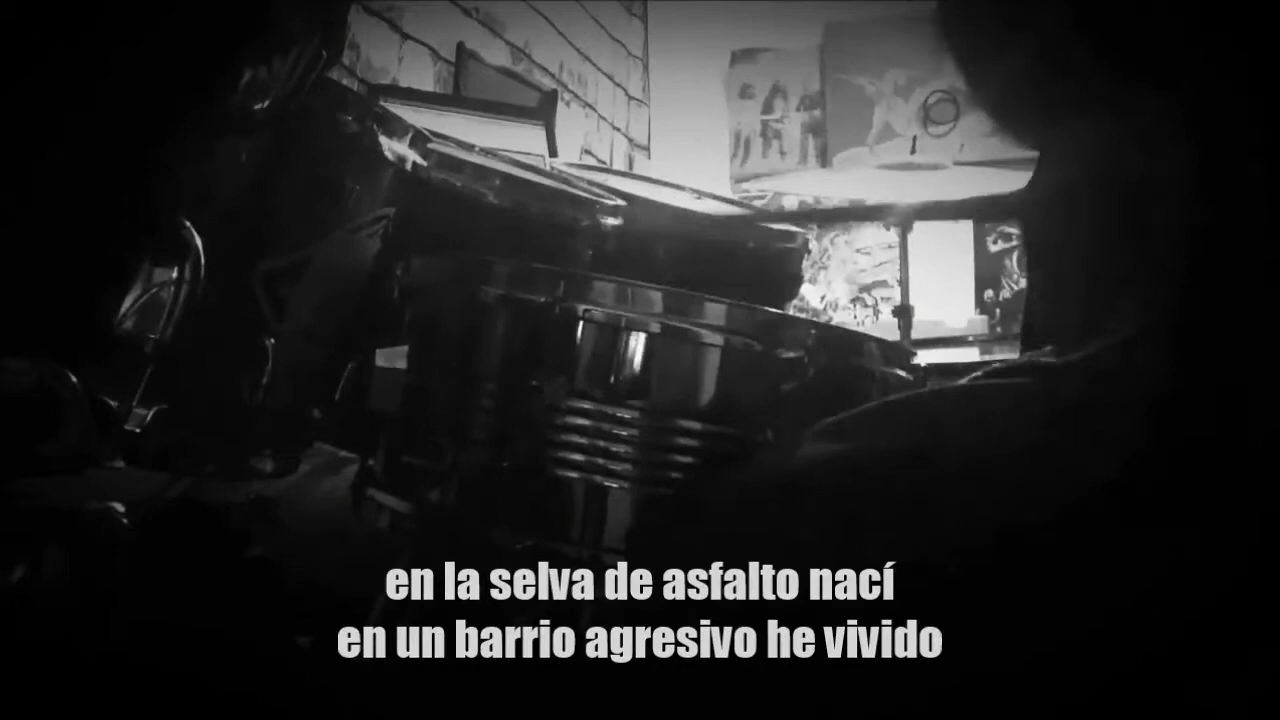 en la selva de asfalto nací
en un barrio agresivo he vivido